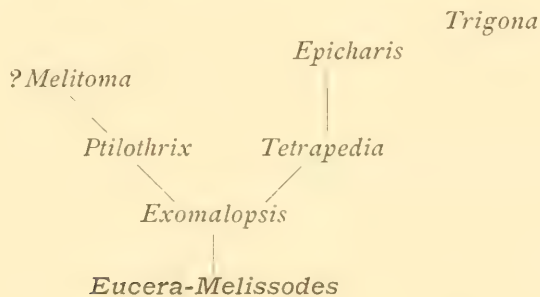 Trigona
Epicharis
? Melitoma
Ptilothrix Tetrapedia
Exomalopsis
Eucera-Melissodes